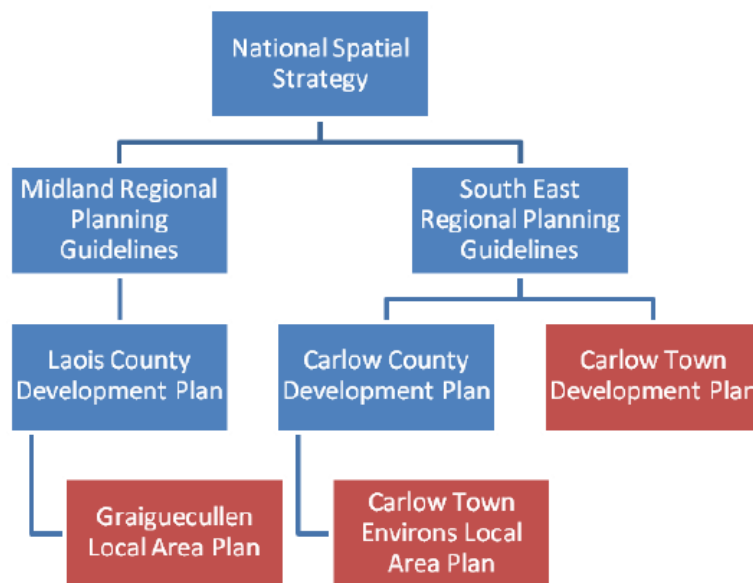 National Spatial
Strategy
Midland Regional
Planning
Guidelines
South East
Regional Planning
Guidelines
Laois County
Development Plan
Carlow County
Development Plan
Carlow Town
Development Plan
Graiguecullen
Local Area Plan
Carlow Town
Environs Local
Area Plan